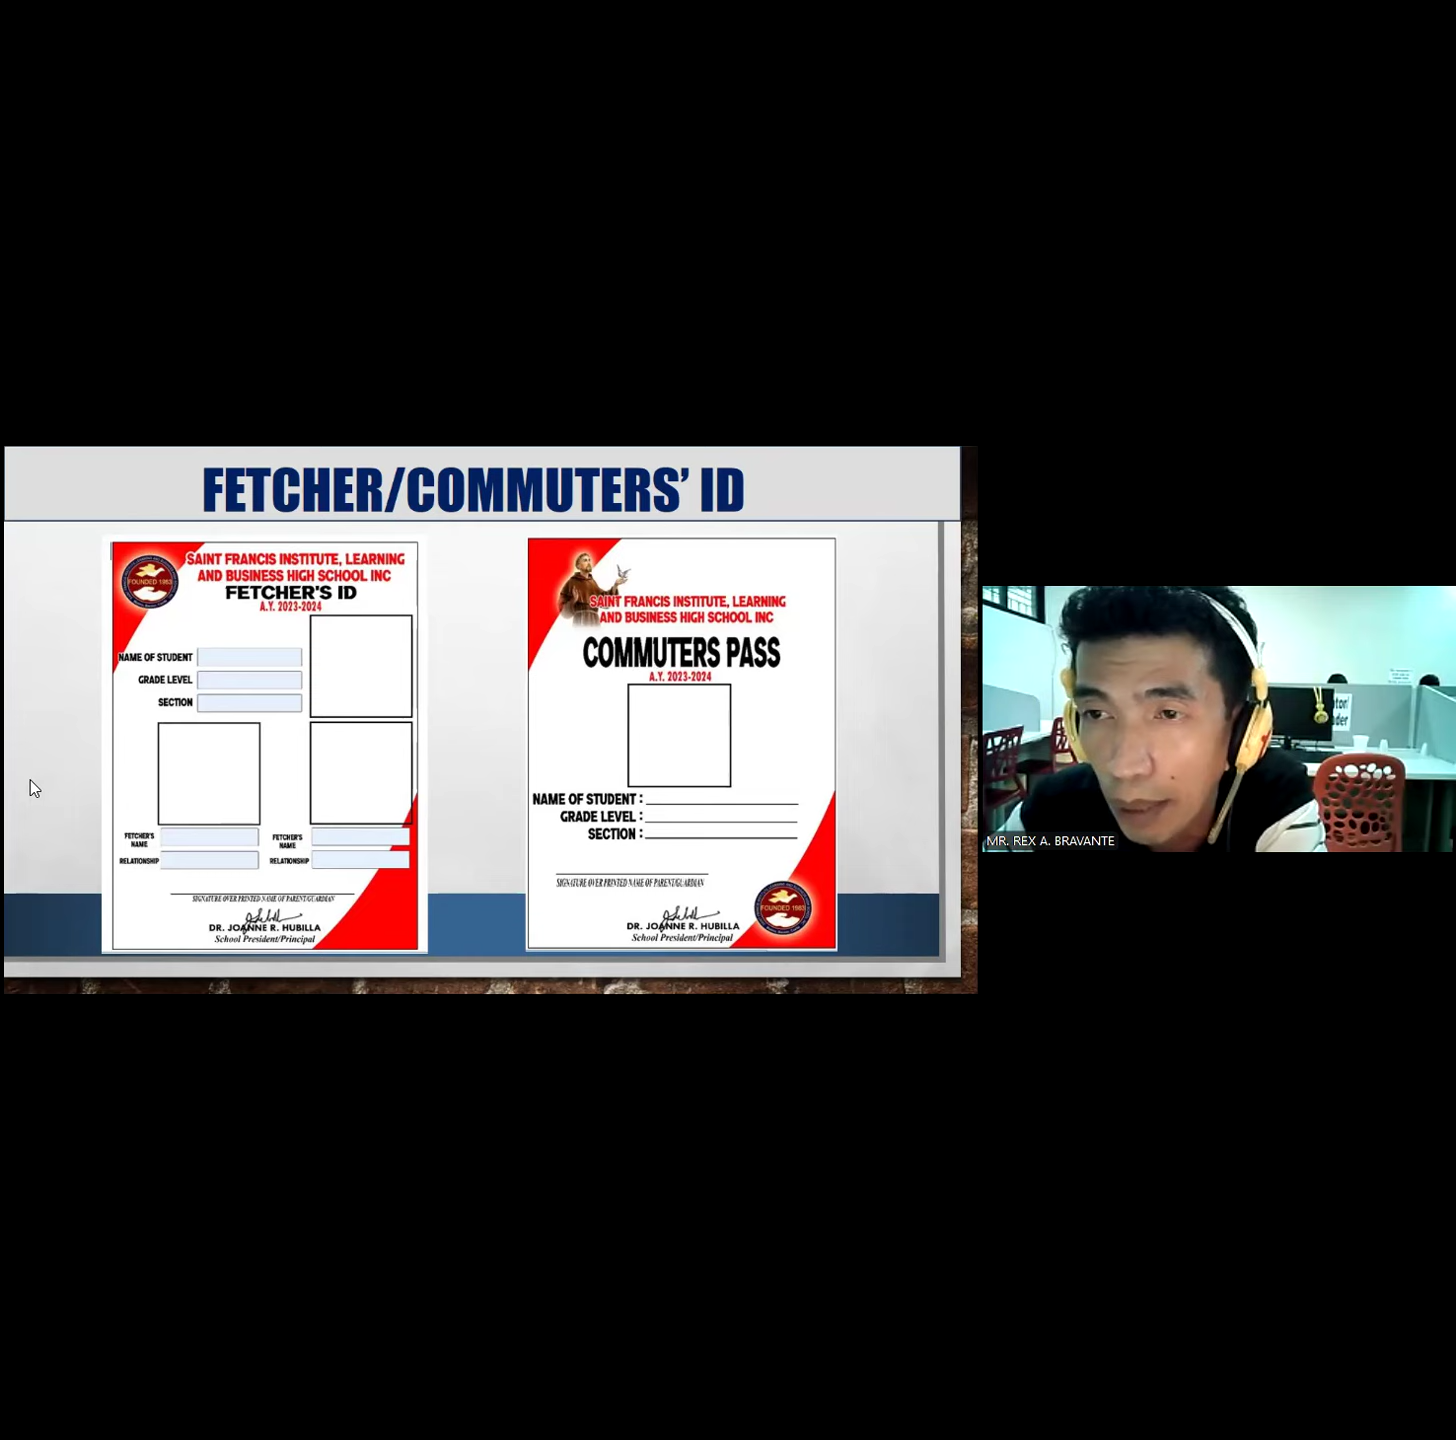 FETCHER/COMMUTERS' ID
SAINT FRANCIS INSTITUTE, LEARNING
AND BUSINESS HIGH SCHOOL INC
FETCHER'S ID
A.Y. 2023-2024
FOUNDED 1983
NAME OF STUDENT
GRADE LEVEL
SECTION
FETCHER'S
NAME
FETCHER'S
NAME
RELATIONSHIP
RELATIONSHIP
SIGNATURE OVER PRINTED NAME OF PARENT/GUARDIAN
DR. JOANNE R. HUBILLA
School President/Principal
SAINT FRANCIS INSTITUTE, LEARNING
AND BUSINESS HIGH SCHOOL INC
COMMUTERS PASS
A.Y. 2023-2024
NAME OF STUDENT :
GRADE LEVEL :
SECTION :
SIGNATURE OVER PRINTED NAME OF PARENT/GUARDIAN
FOUNDED 1983
DR. JOANNE R. HUBILLA
School President/Principal
MR. REX A. BRAVANTE